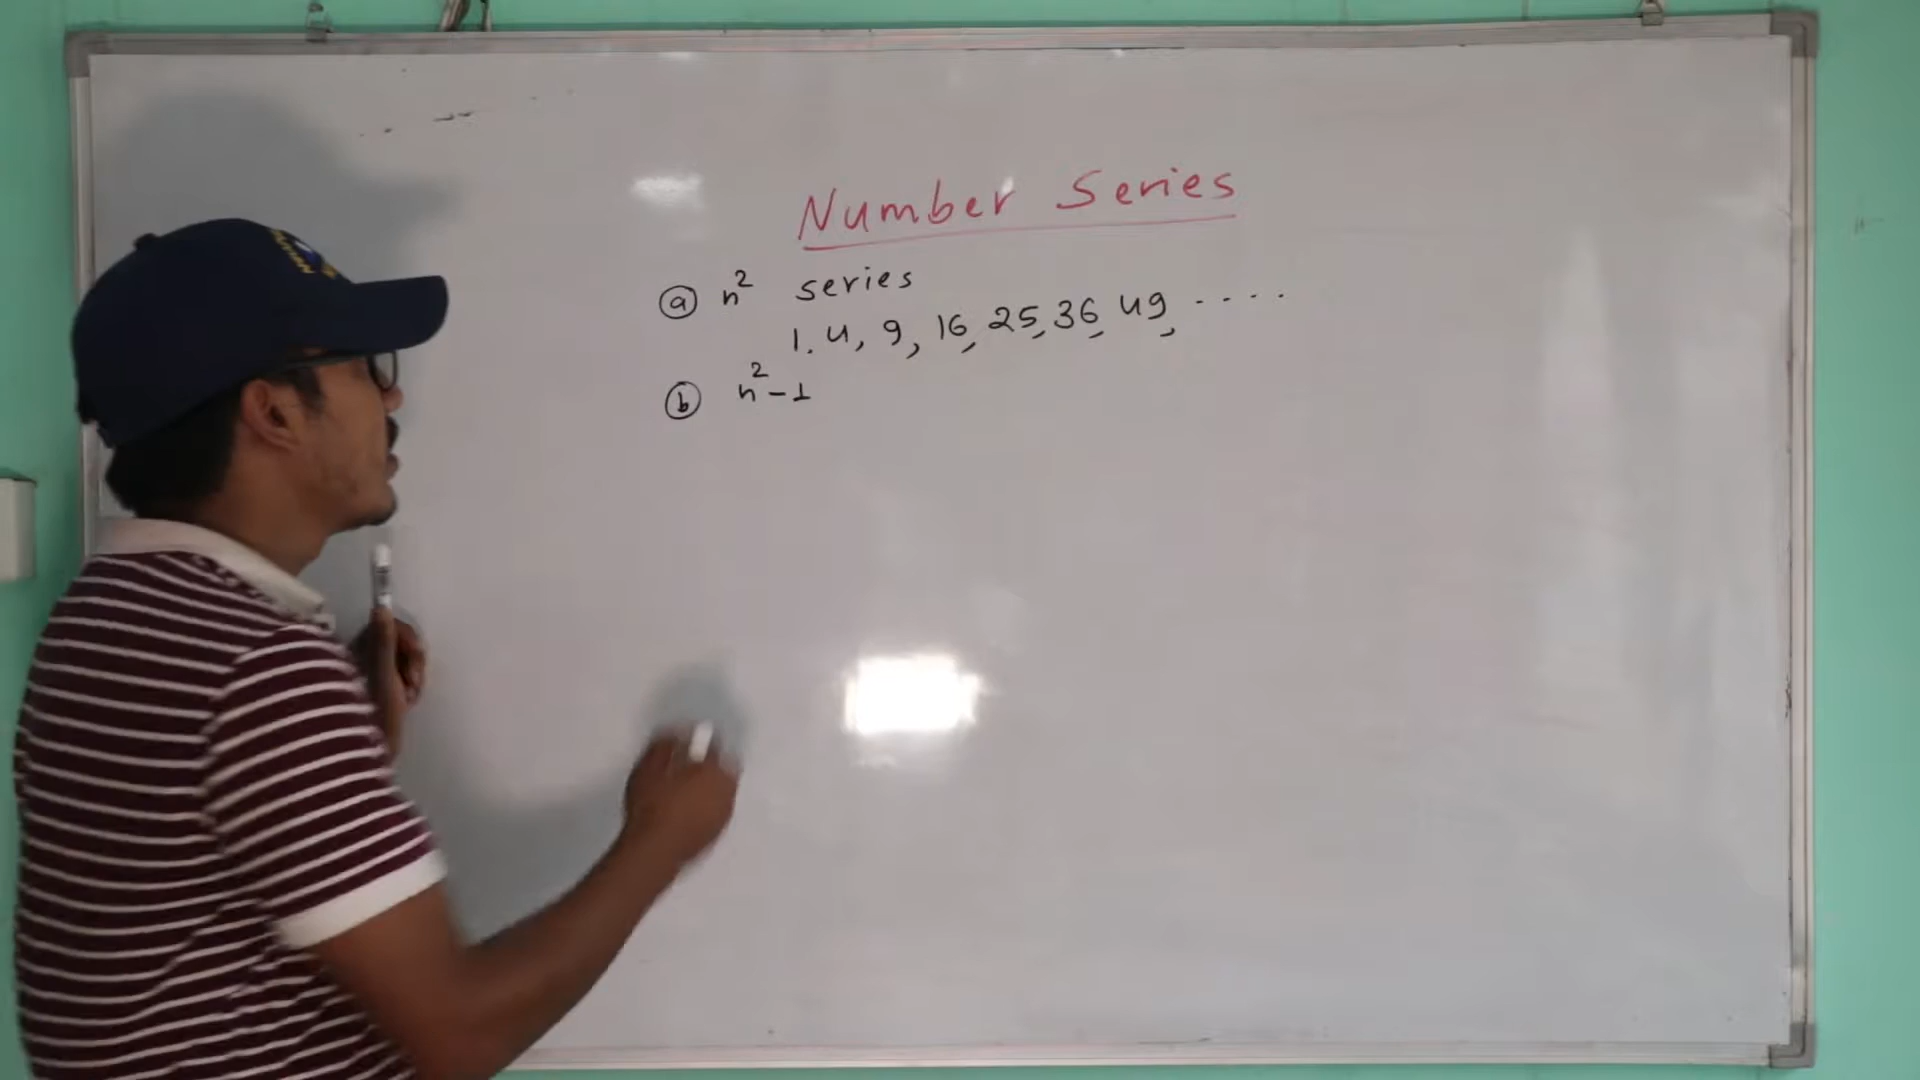 Number Series
ⓐ n² series
1. 4, 9, 16, 25, 36, 49, ....
ⓑ n²-1